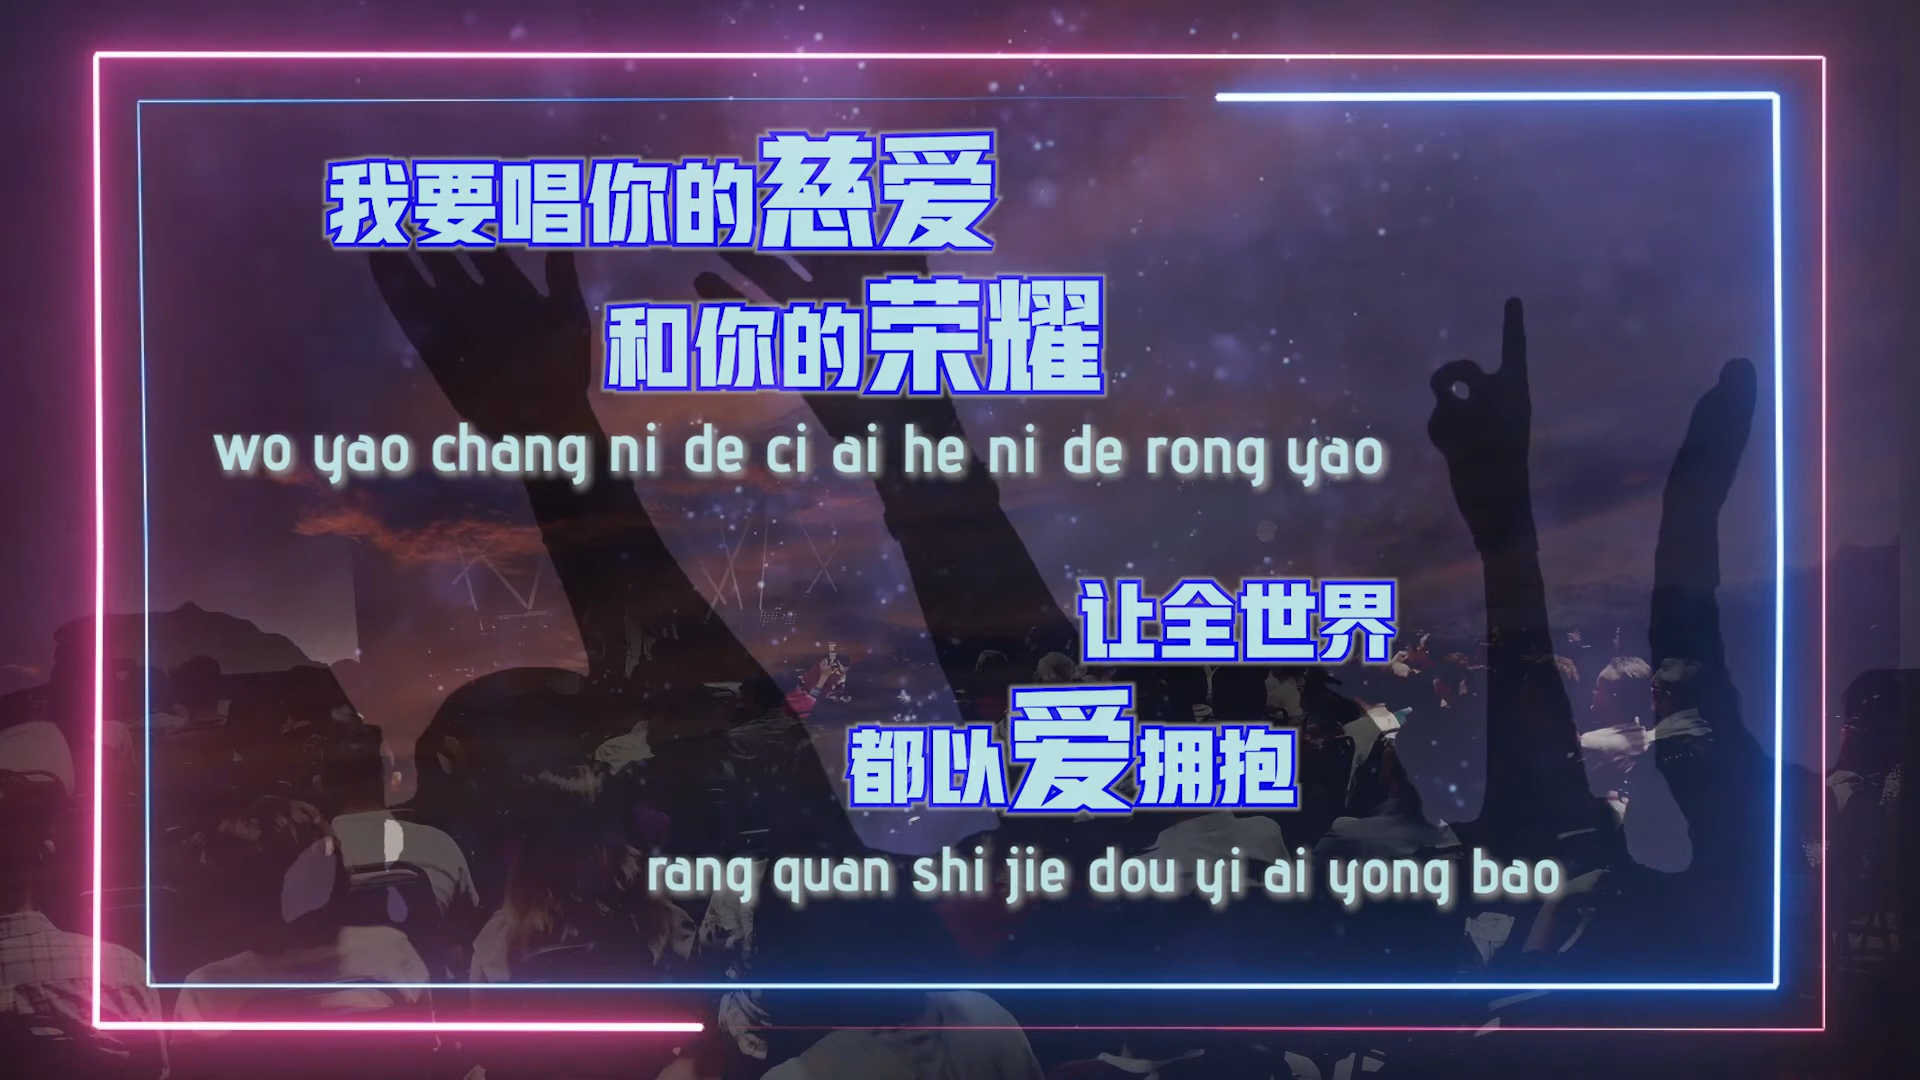 我要唱你的慈爱
和你的荣耀
wo yao chang ni de ci ai he ni de rong yao
让全世界
都以爱拥抱
rang quan shi jie dou yi ai yong bao